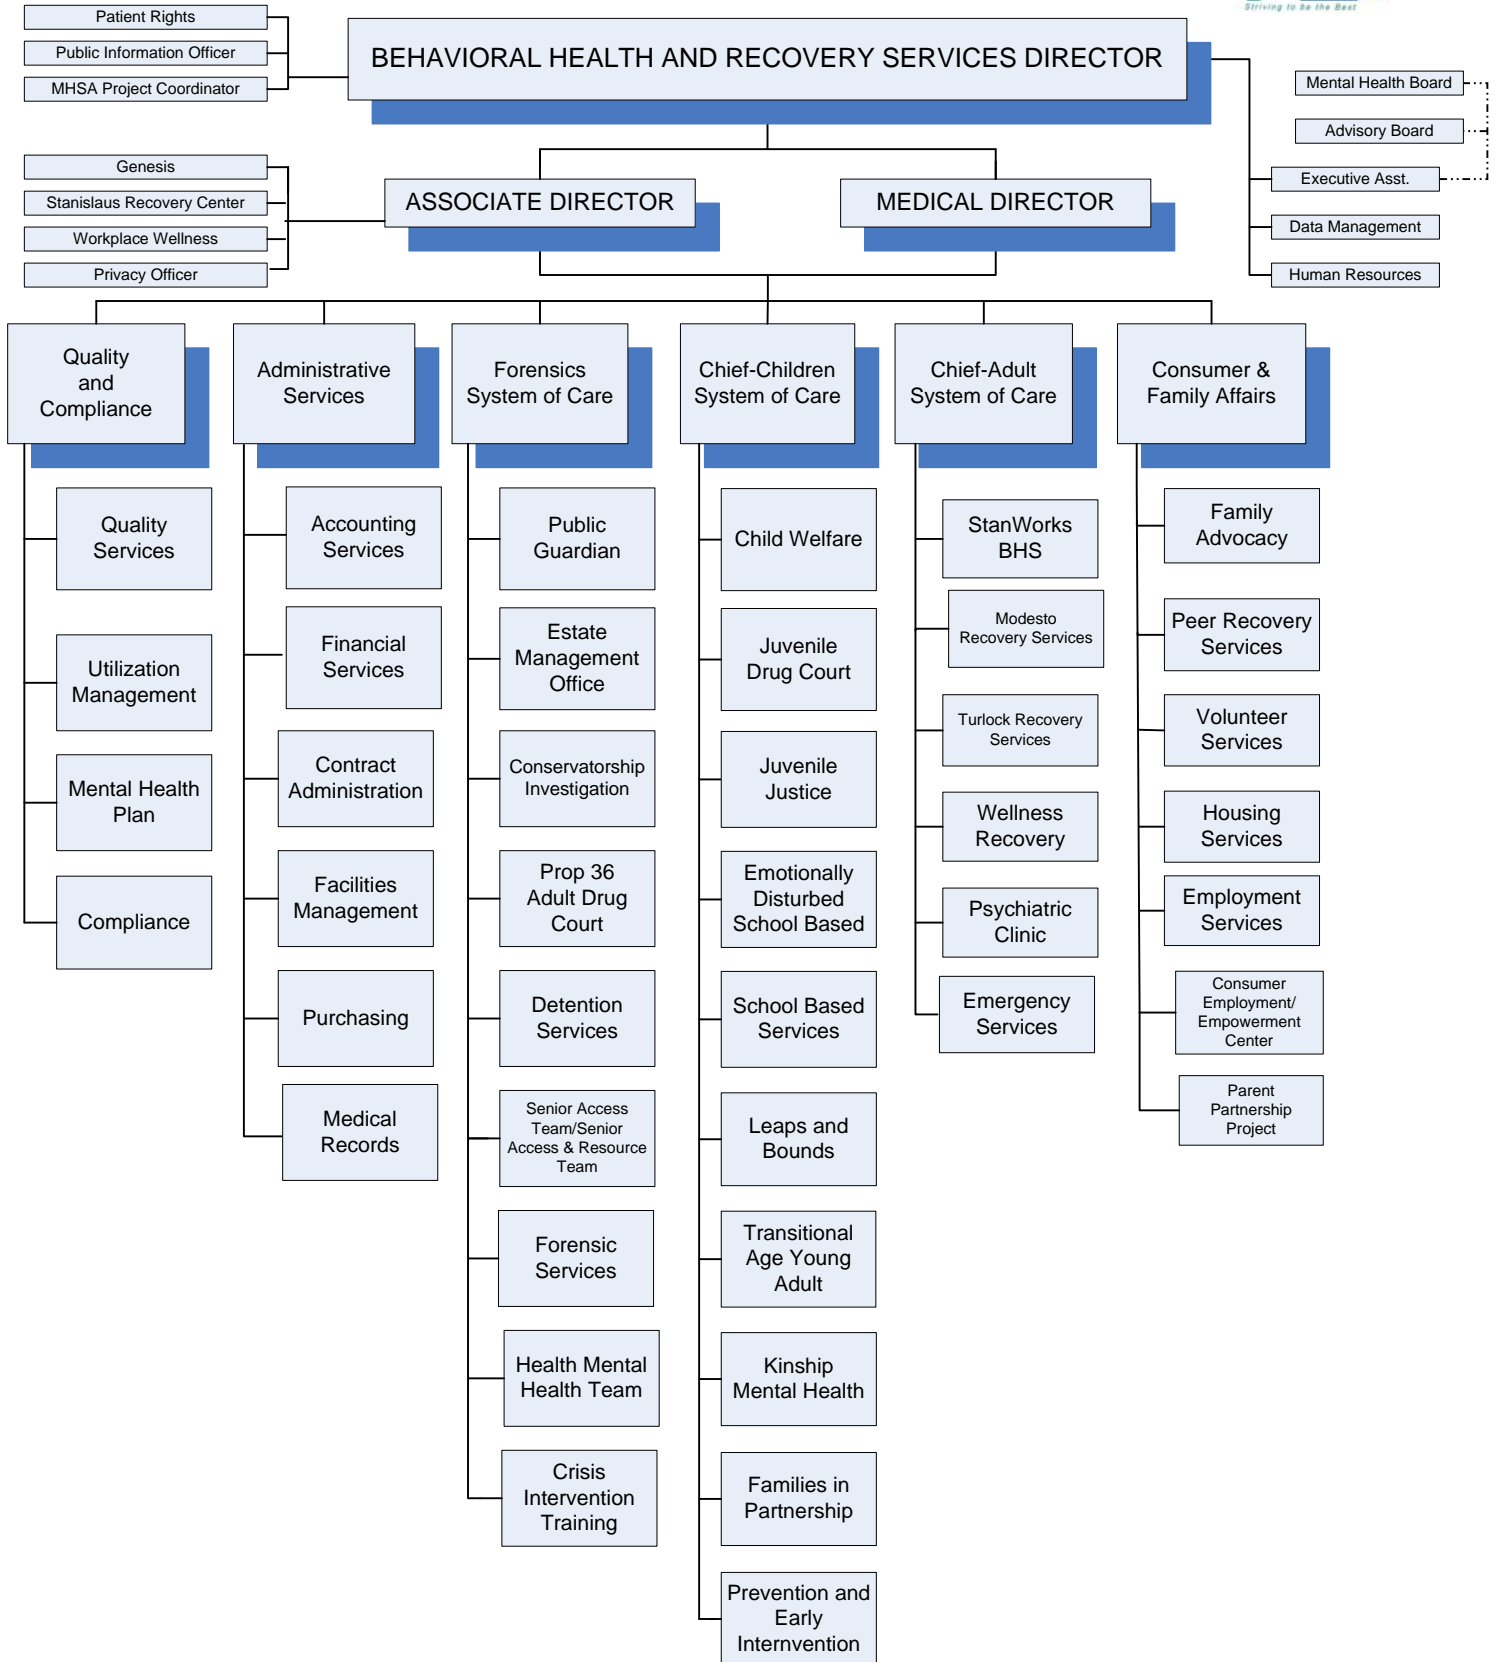 Striving to be the Best
Patient Rights
Public Information Officer
MHSA Project Coordinator
BEHAVIORAL HEALTH AND RECOVERY SERVICES DIRECTOR
Mental Health Board
Advisory Board
Executive Asst.
Data Management
Human Resources
Genesis
Stanislaus Recovery Center
Workplace Wellness
Privacy Officer
ASSOCIATE DIRECTOR
MEDICAL DIRECTOR
Quality
and
Compliance
Quality
Services
Utilization
Management
Mental Health
Plan
Compliance
Administrative
Services
Accounting
Services
Financial
Services
Contract
Administration
Facilities
Management
Purchasing
Medical
Records
Forensics
System of Care
Public
Guardian
Estate
Management
Office
Conservatorship
Investigation
Prop 36
Adult Drug
Court
Detention
Services
Senior Access
Team/Senior
Access & Resource
Team
Forensic
Services
Health Mental
Health Team
Crisis
Intervention
Training
Chief-Children
System of Care
Child Welfare
Juvenile
Drug Court
Juvenile
Justice
Emotionally
Disturbed
School Based
School Based
Services
Leaps and
Bounds
Transitional
Age Young
Adult
Kinship
Mental Health
Families in
Partnership
Prevention and
Early
Internvention
Chief-Adult
System of Care
StanWorks
BHS
Modesto
Recovery Services
Turlock Recovery
Services
Wellness
Recovery
Psychiatric
Clinic
Emergency
Services
Consumer &
Family Affairs
Family
Advocacy
Peer Recovery
Services
Volunteer
Services
Housing
Services
Employment
Services
Consumer
Employment/
Empowerment
Center
Parent
Partnership
Project